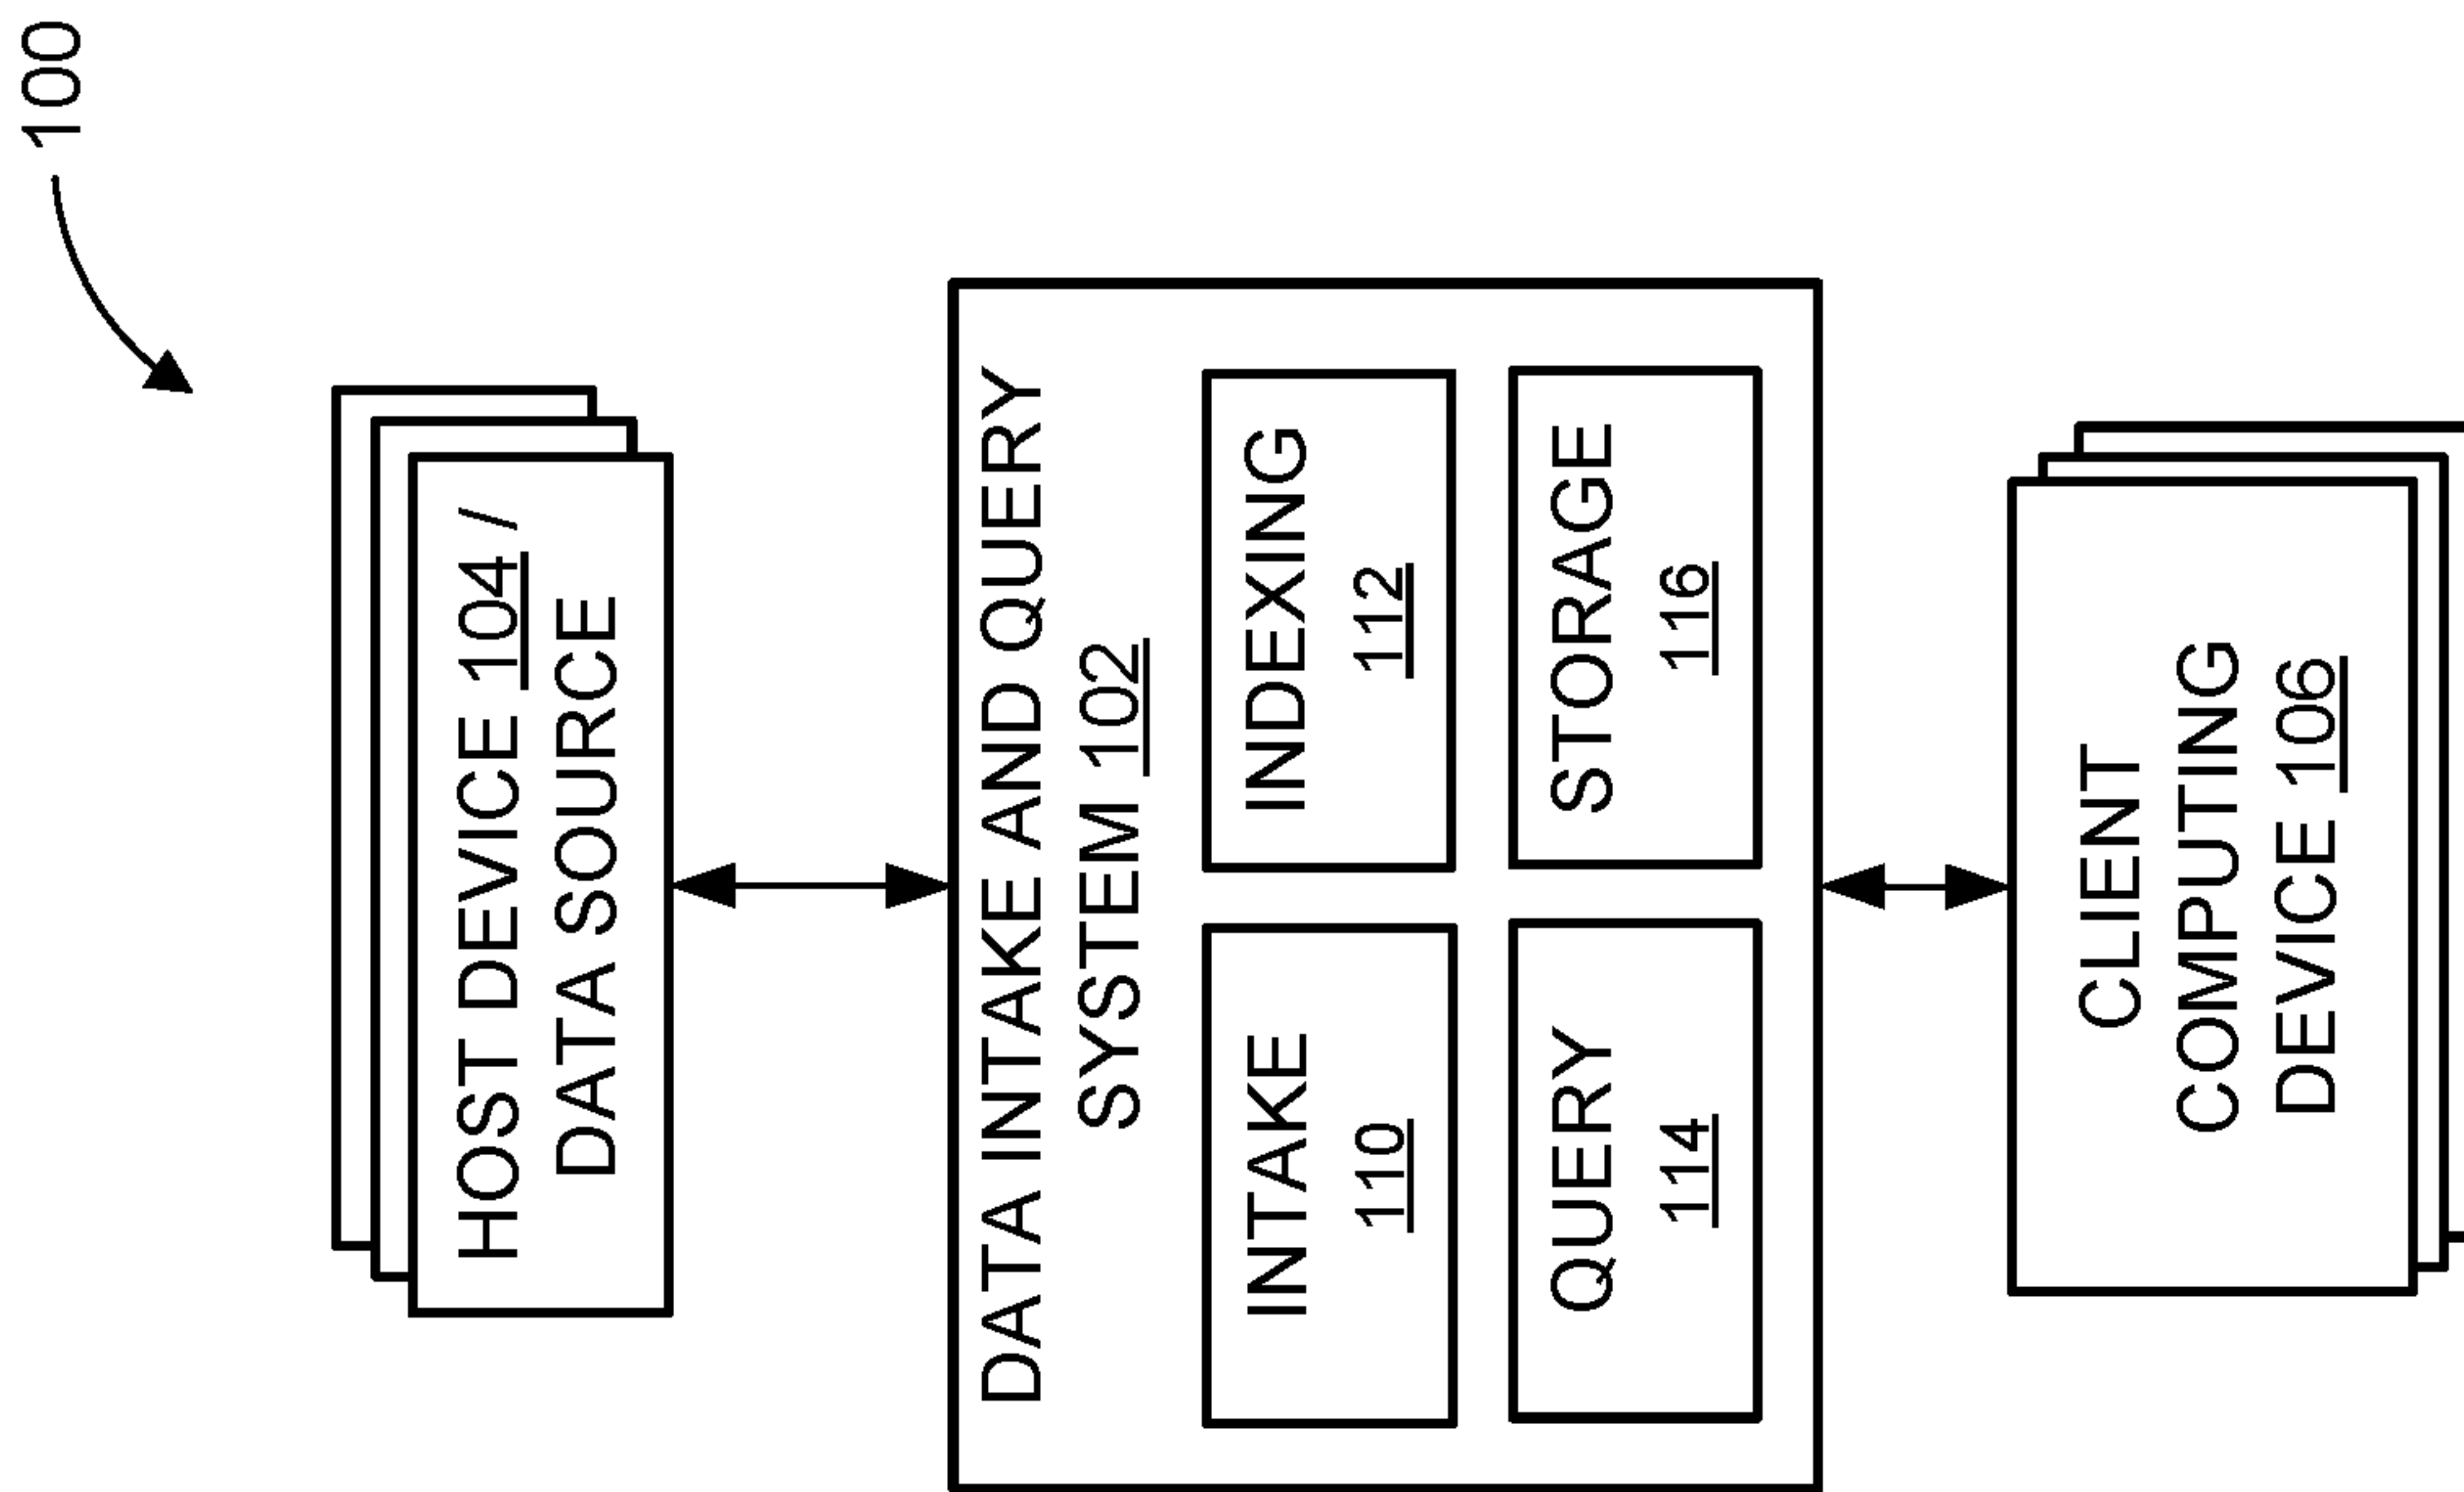 100
HOST DEVICE 104 /
DATA SOURCE
DATA INTAKE AND QUERY
SYSTEM 102
INTAKE
110
INDEXING
112
QUERY
114
STORAGE
116
CLIENT
COMPUTING
DEVICE 106